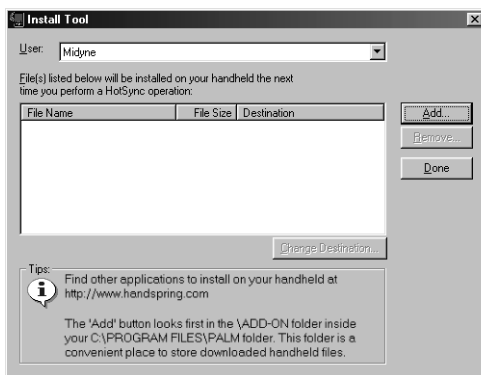 Install Tool
User: Midyne
File(s) listed below will be installed on your handheld the next
time you perform a HotSync operation:
File Name File Size Destination
Add...
Remove...
Done
Change Destination...
Tips:
Find other applications to install on your handheld at
http://www.handspring.com
The 'Add' button looks first in the \ADD-ON folder inside
your C:\PROGRAM FILES\PALM folder. This folder is a
convenient place to store downloaded handheld files.